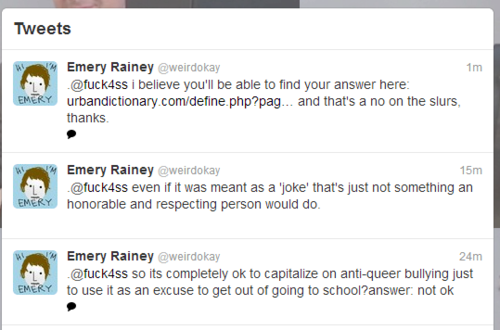 Tweets
Emery Rainey @weirdokay 1m
.@fuck4ss i believe you'll be able to find your answer here:
urbandictionary.com/define.php?pag... and that's a no on the slurs,
thanks.
HI I'M
EMERY
Emery Rainey @weirdokay 15m
.@fuck4ss even if it was meant as a 'joke' that's just not something an
honorable and respecting person would do.
HI I'M
EMERY
Emery Rainey @weirdokay 24m
.@fuck4ss so its completely ok to capitalize on anti-queer bullying just
to use it as an excuse to get out of going to school?answer: not ok
HI I'M
EMERY